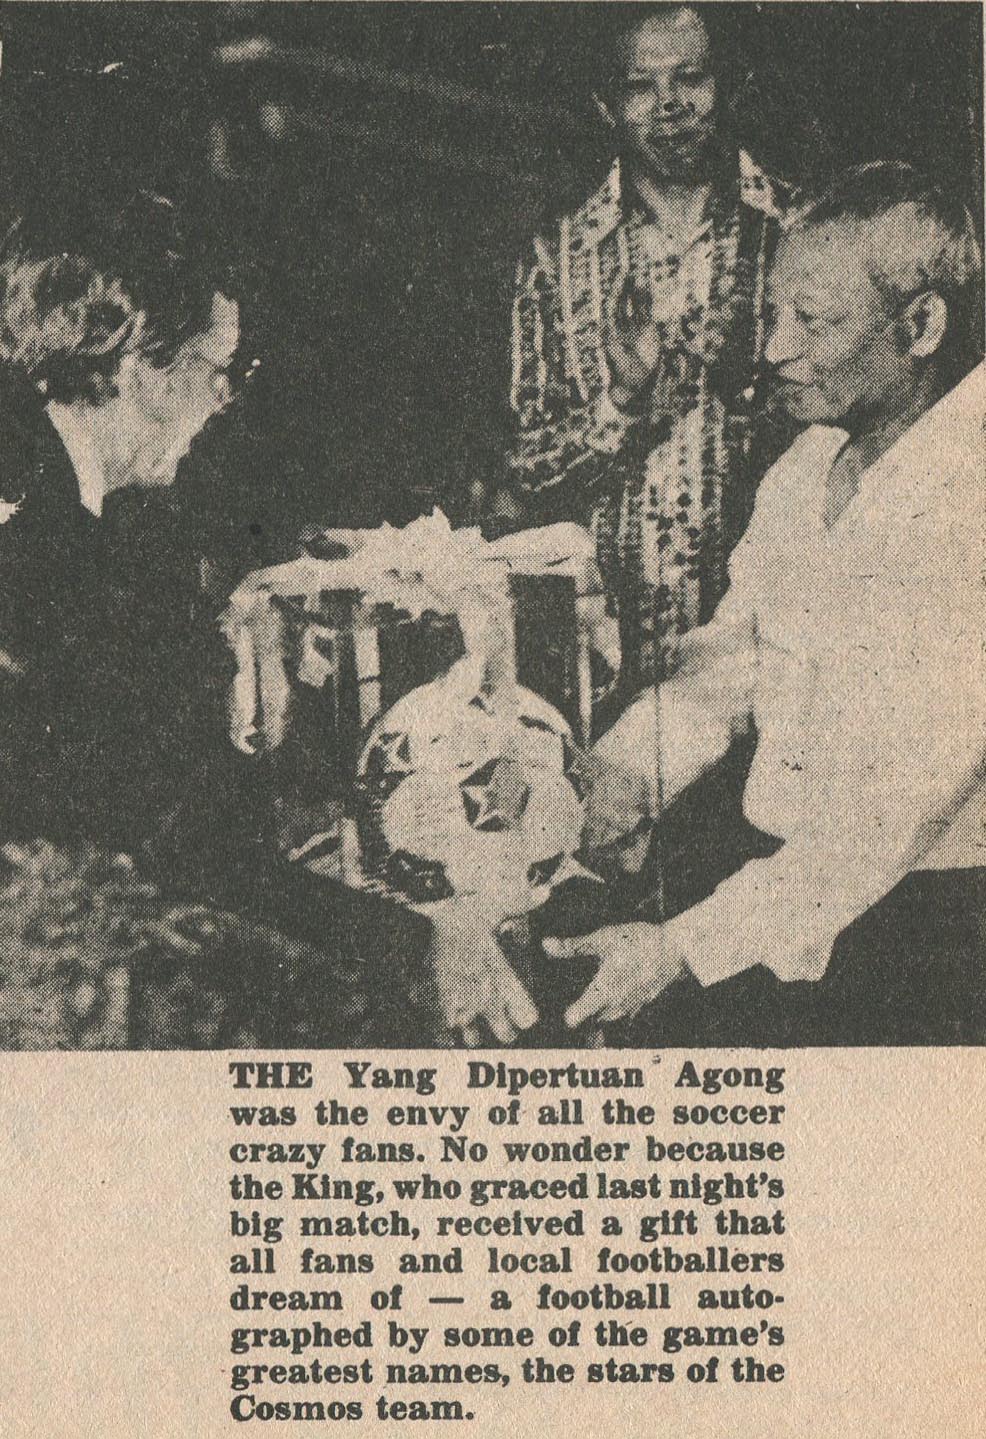 THE Yang Dipertuan Agong
was the envy of all the soccer
crazy fans. No wonder because
the King, who graced last night's
big match, received a gift that
all fans and local footballers
dream of — a football auto-
graphed by some of the game's
greatest names, the stars of the
Cosmos team.